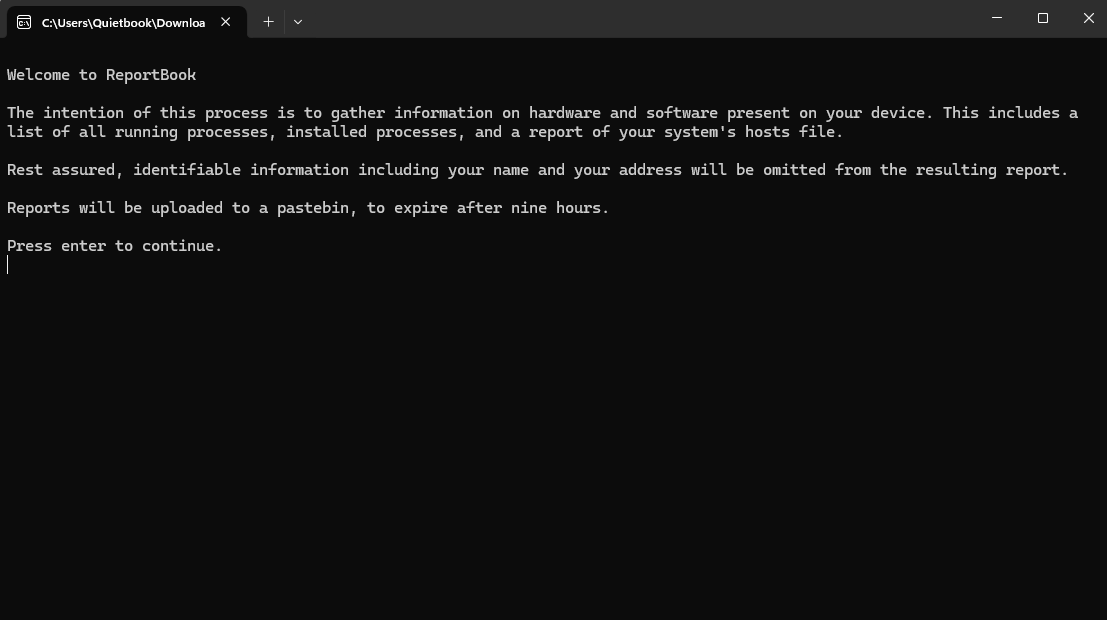 C:\Users\Quietbook\Downloa
Welcome to ReportBook
The intention of this process is to gather information on hardware and software present on your device. This includes a
list of all running processes, installed processes, and a report of your system's hosts file.
Rest assured, identifiable information including your name and your address will be omitted from the resulting report.
Reports will be uploaded to a pastebin, to expire after nine hours.
Press enter to continue.